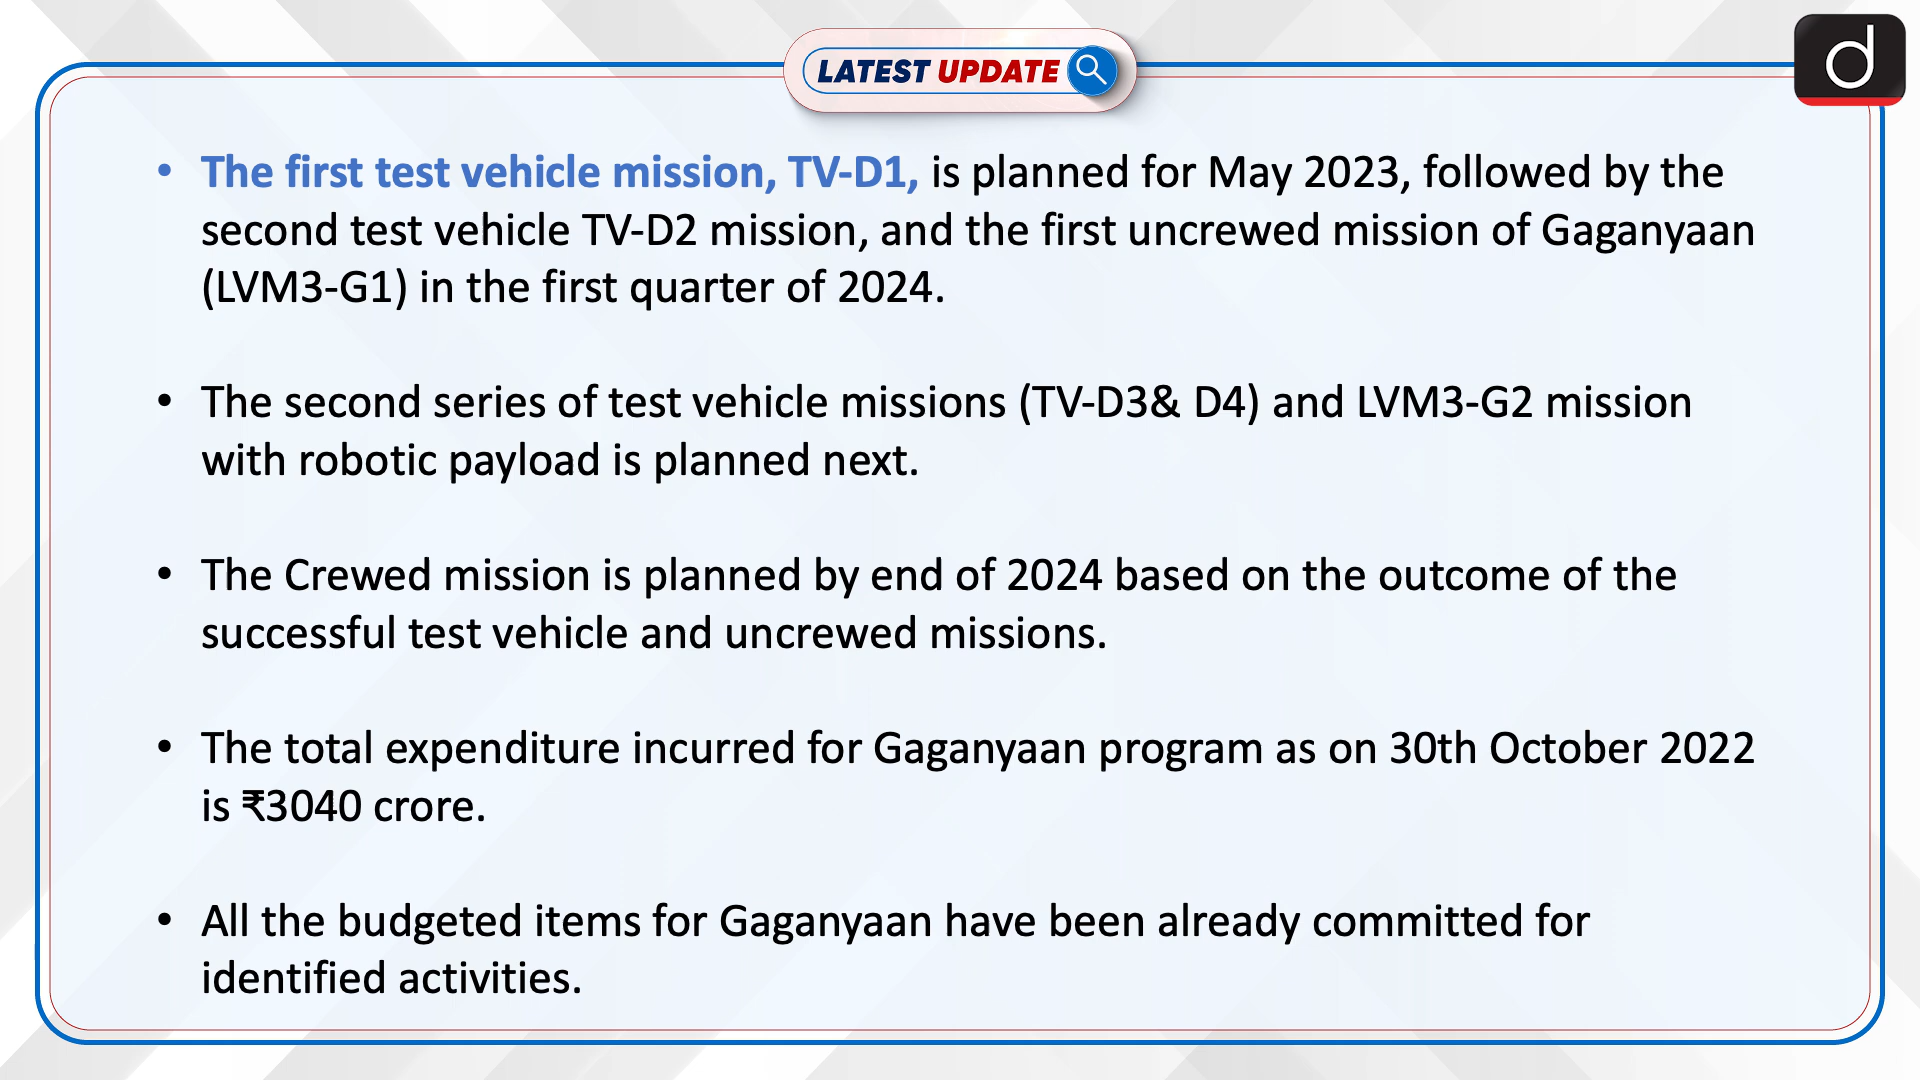 LATEST UPDATE
d
• The first test vehicle mission, TV-D1, is planned for May 2023, followed by the
second test vehicle TV-D2 mission, and the first uncrewed mission of Gaganyaan
(LVM3-G1) in the first quarter of 2024.
• The second series of test vehicle missions (TV-D3& D4) and LVM3-G2 mission
with robotic payload is planned next.
• The Crewed mission is planned by end of 2024 based on the outcome of the
successful test vehicle and uncrewed missions.
• The total expenditure incurred for Gaganyaan program as on 30th October 2022
is ₹3040 crore.
• All the budgeted items for Gaganyaan have been already committed for
identified activities.